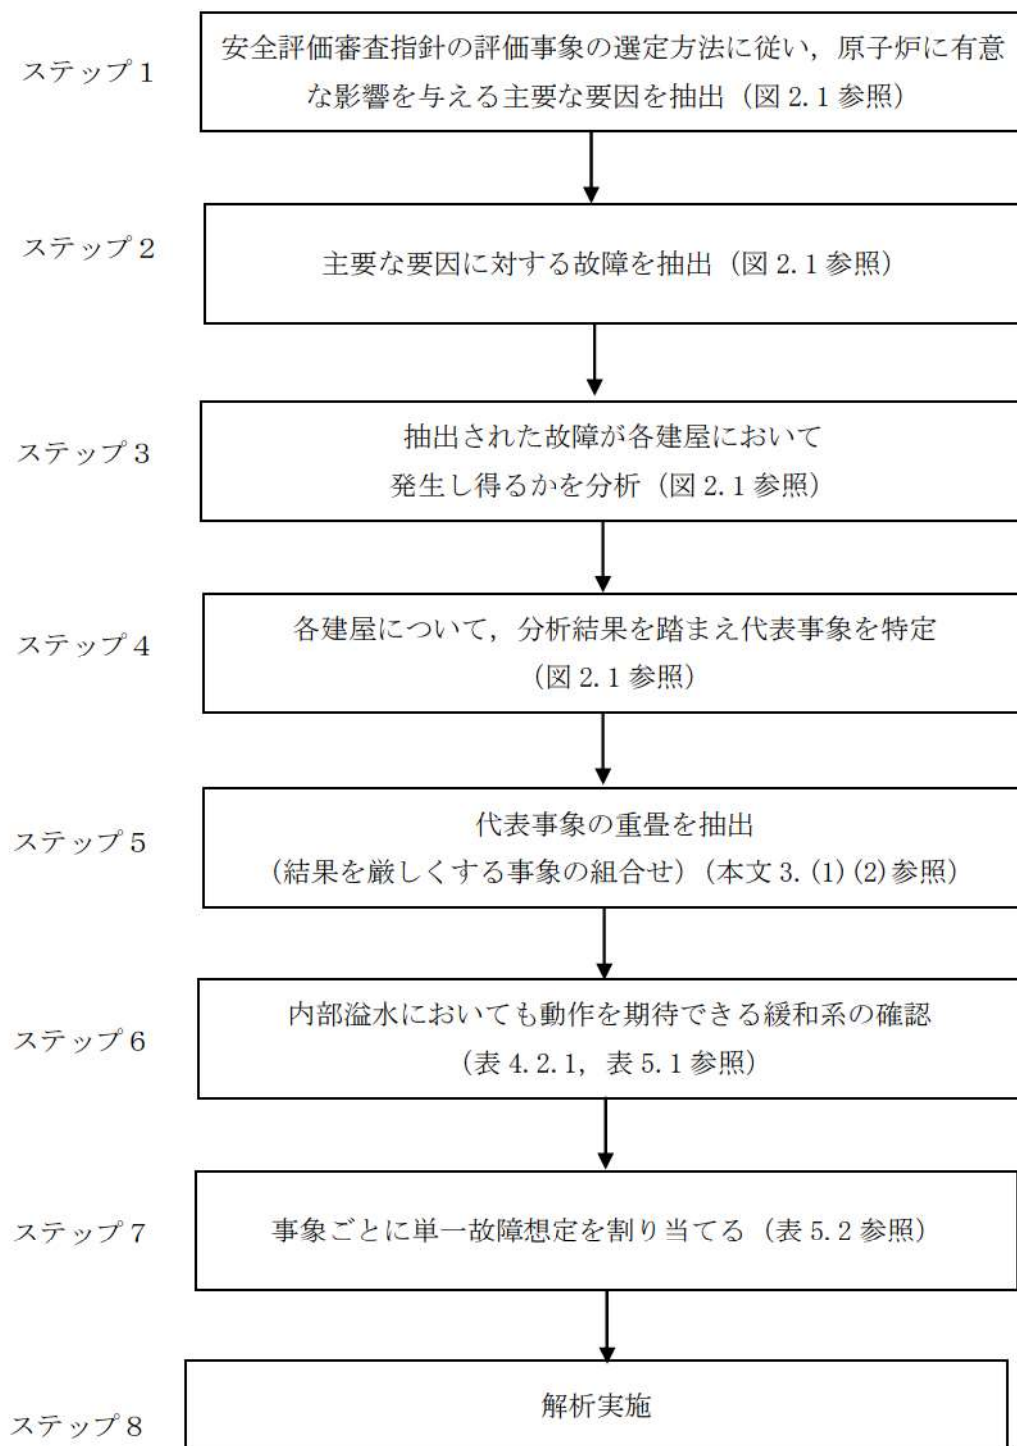 ステップ1
安全評価審査指針の評価事象の選定方法に従い,原子炉に有意
な影響を与える主要な要因を抽出(図 2.1 参照)
ステップ2
主要な要因に対する故障を抽出(図 2.1 参照)
ステップ3
抽出された故障が各建屋において
発生し得るかを分析(図 2.1 参照)
ステップ4
各建屋について,分析結果を踏まえ代表事象を特定
(図 2.1 参照)
ステップ5
代表事象の重畳を抽出
(結果を厳しくする事象の組合せ)(本文 3.(1)(2)参照)
ステップ6
内部溢水においても動作を期待できる緩和系の確認
(表 4.2.1,表 5.1 参照)
ステップ7
事象ごとに単一故障想定を割り当てる(表 5.2 参照)
ステップ8
解析実施